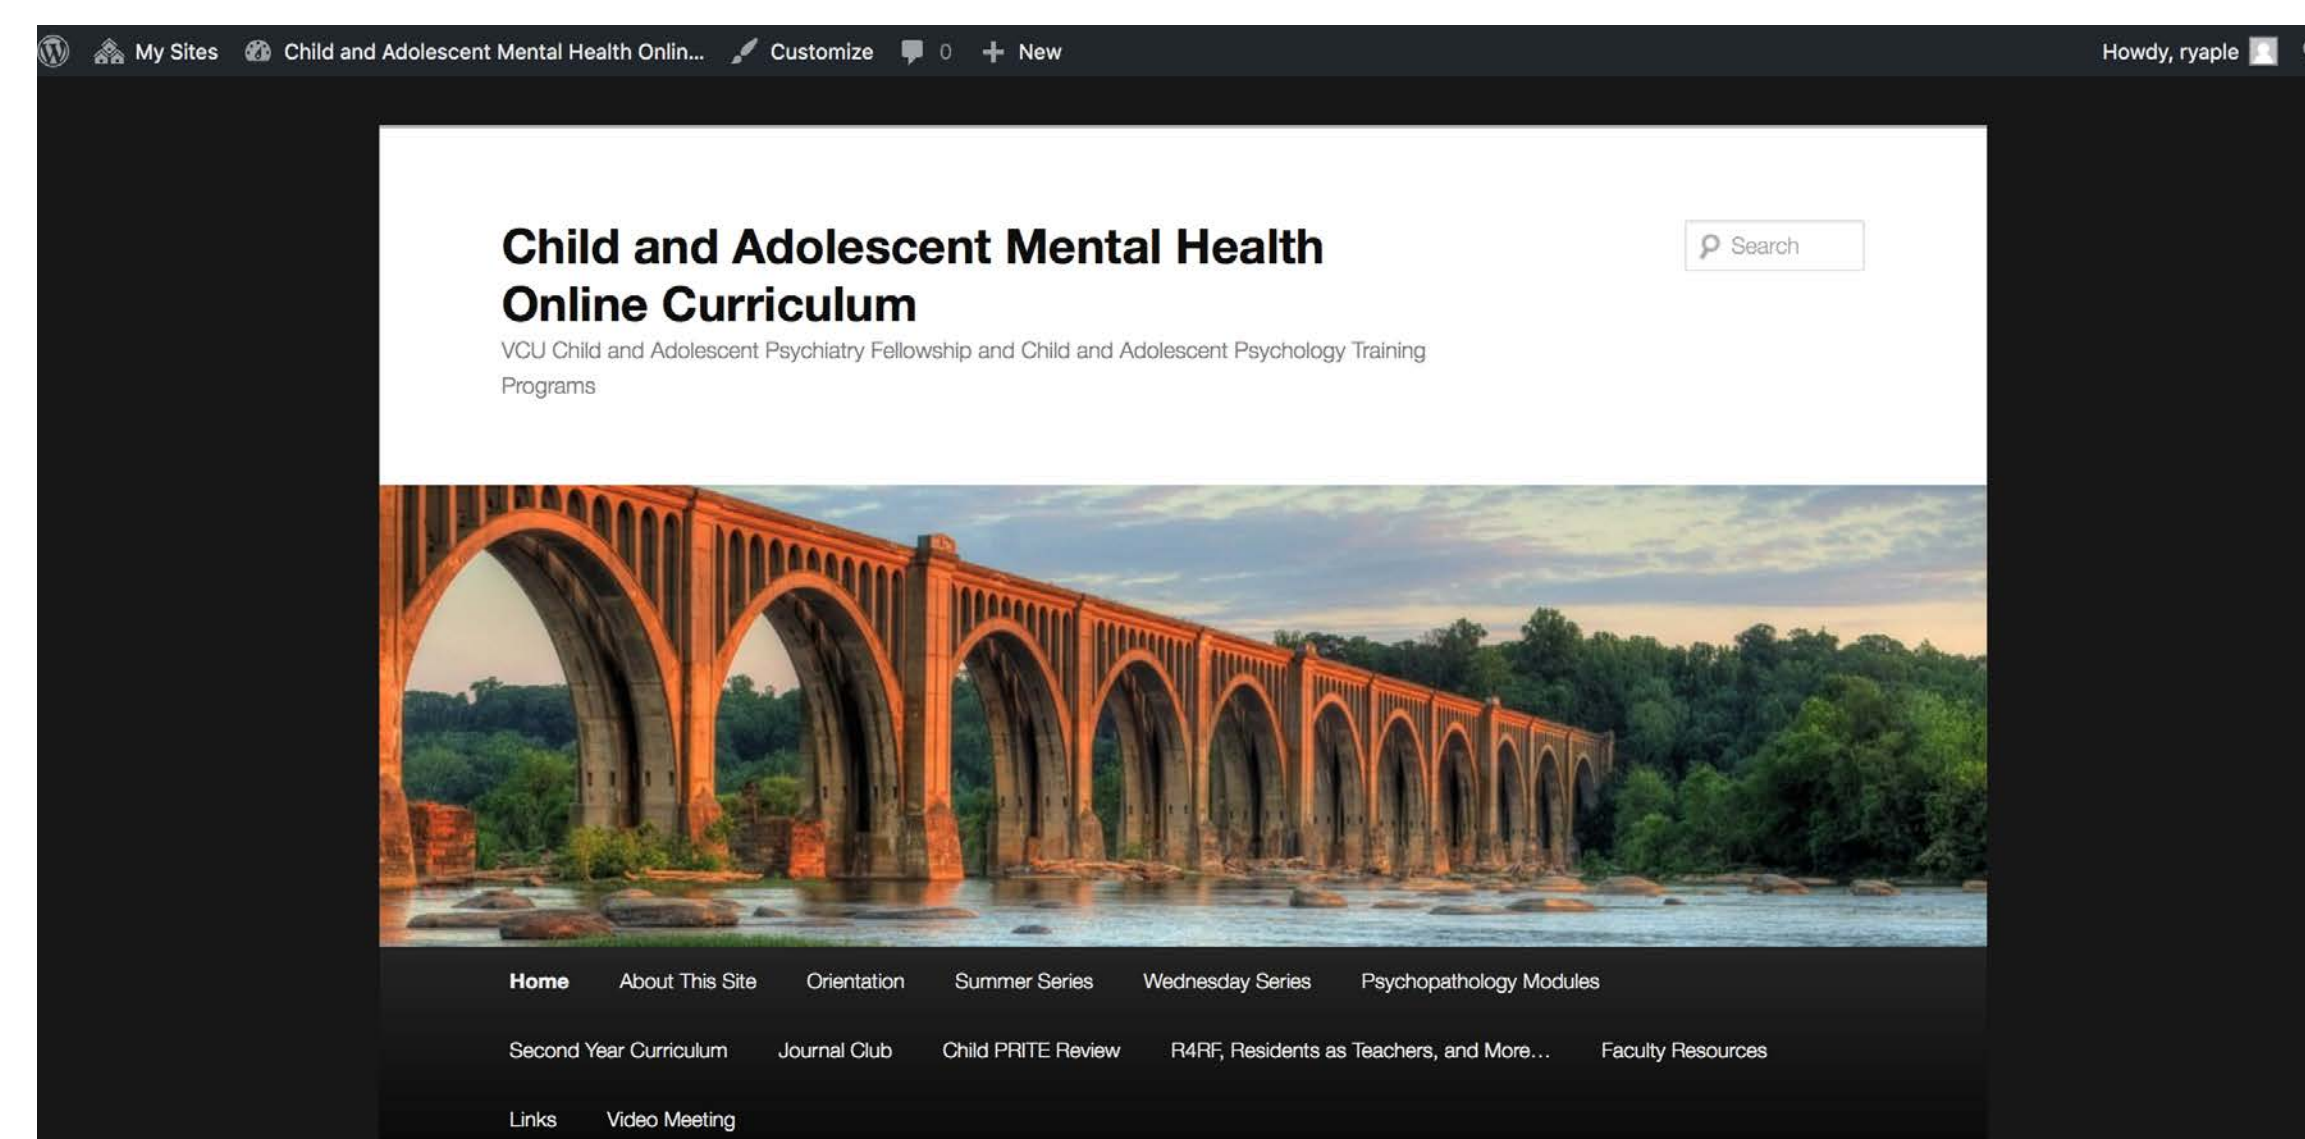 My Sites Child and Adolescent Mental Health Onlin... Customize 0 New Howdy, ryaple
Child and Adolescent Mental Health
Online Curriculum
Search
VCU Child and Adolescent Psychiatry Fellowship and Child and Adolescent Psychology Training
Programs
Home About This Site Orientation Summer Series Wednesday Series Psychopathology Modules
Second Year Curriculum Journal Club Child PRITE Review R4RF, Residents as Teachers, and More... Faculty Resources
Links Video Meeting